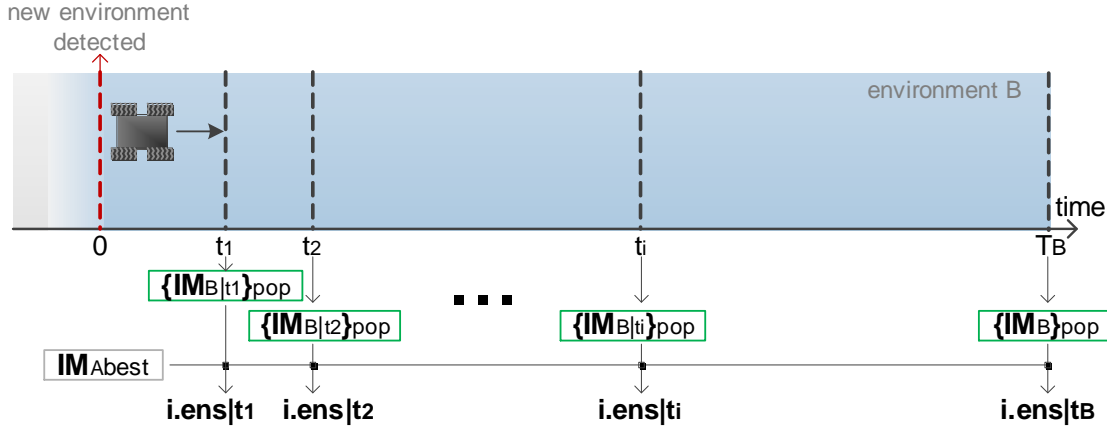 new environment
detected
environment B
time
0 t1 t2 ti TB
{IMB|t1}pop
...
{IMB|t2}pop {IMB|ti}pop {IMB}pop
IMAbest
i.ens|t1 i.ens|t2 i.ens|ti i.ens|tB